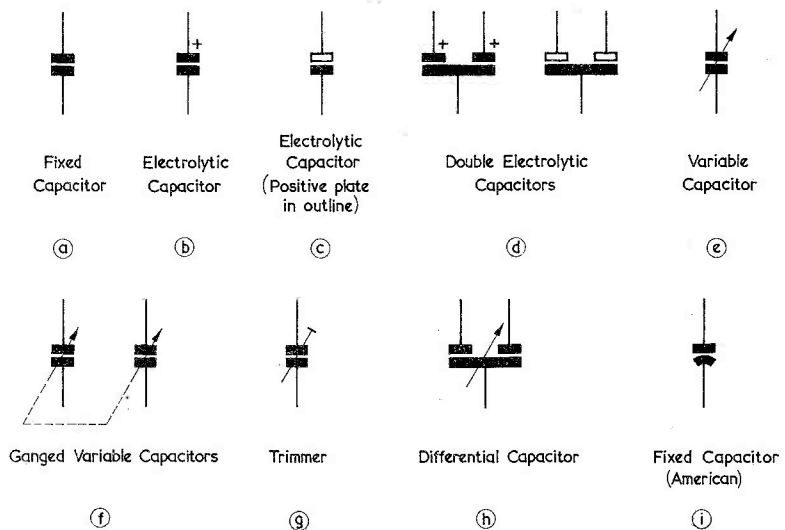 +
+ +
Fixed
Capacitor
Electrolytic
Capacitor
Electrolytic
Capacitor
(Positive plate
in outline)
Double Electrolytic
Capacitors
Variable
Capacitor
a
b
c
d
e
Ganged Variable Capacitors
Trimmer
Differential Capacitor
Fixed Capacitor
(American)
f
g
h
i